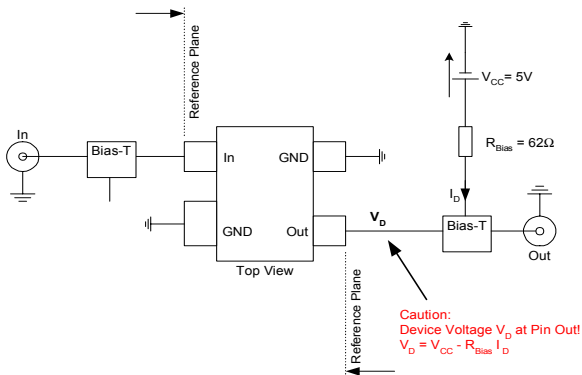 Reference Plane
V_CC = 5V
In
Bias-T
In
GND
R_Bias = 62Ω
I_D
GND
Out
V_D
Bias-T
Out
Top View
Reference Plane
Caution:
Device Voltage V_D at Pin Out!
V_D = V_CC - R_Bias I_D